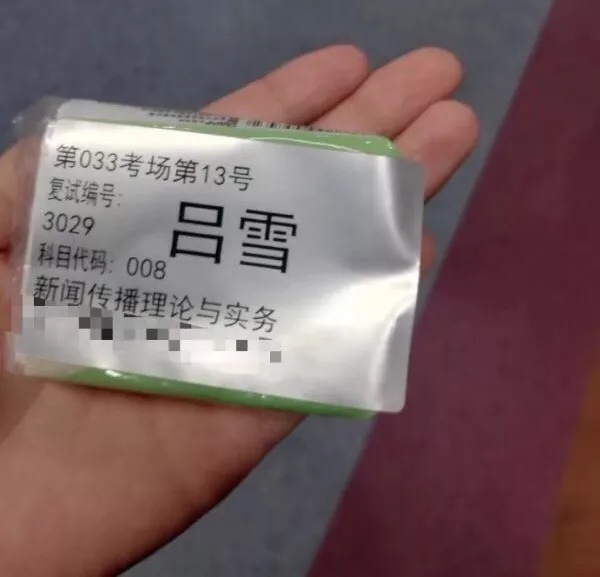 第033考场第13号
复试编号:
3029
吕雪
科目代码: 008
新闻传播理论与实务